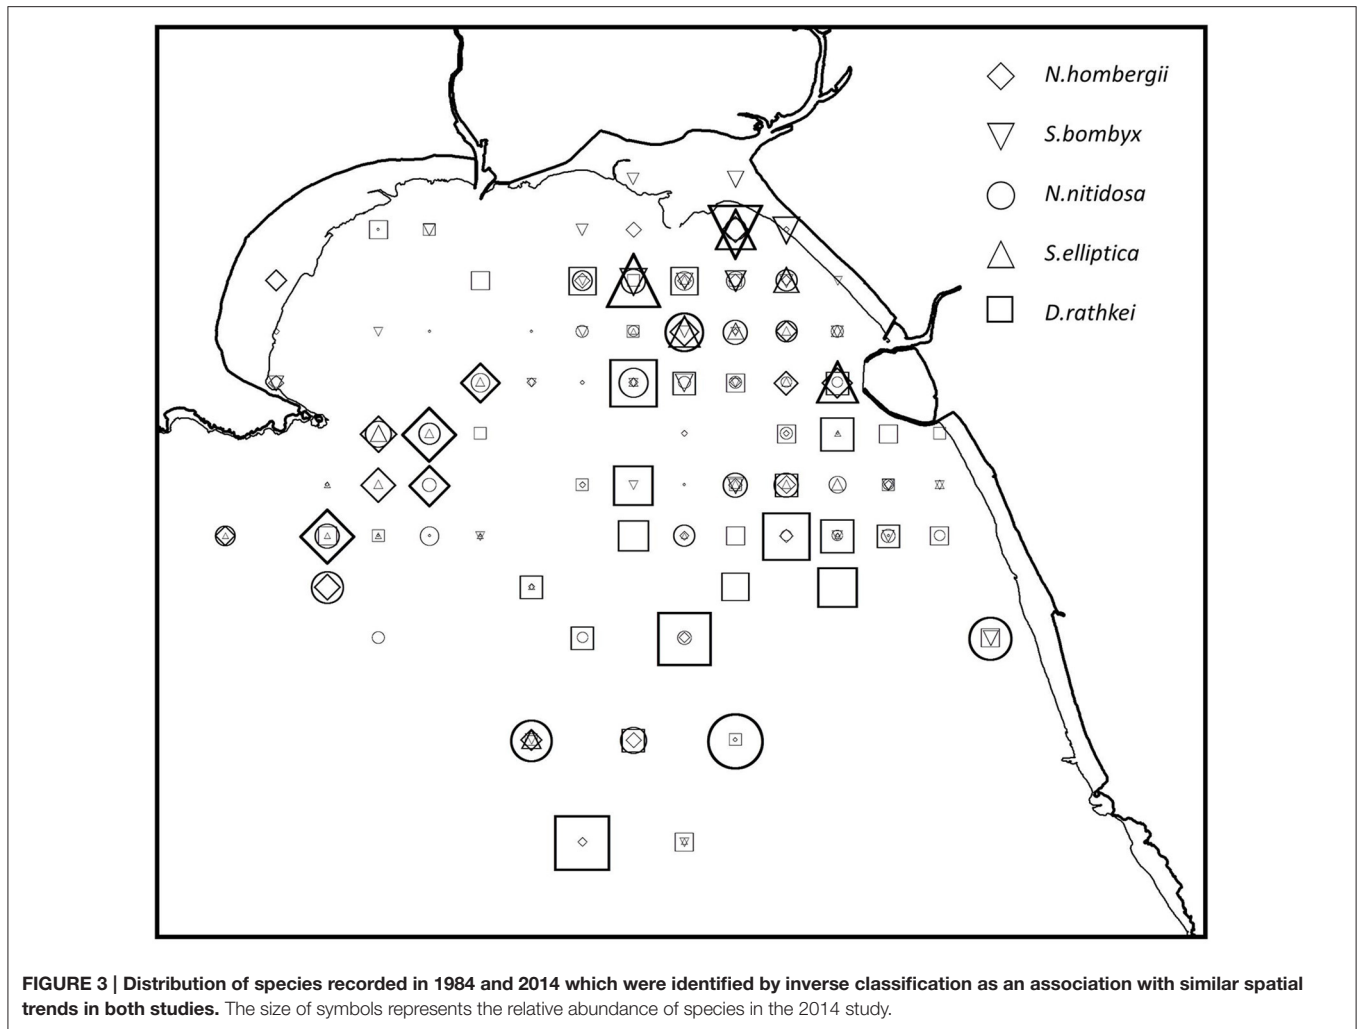 N.hombergii
S.bombyx
N.nitidosa
S.elliptica
D.rathkei
FIGURE 3 | Distribution of species recorded in 1984 and 2014 which were identified by inverse classification as an association with similar spatial
trends in both studies. The size of symbols represents the relative abundance of species in the 2014 study.